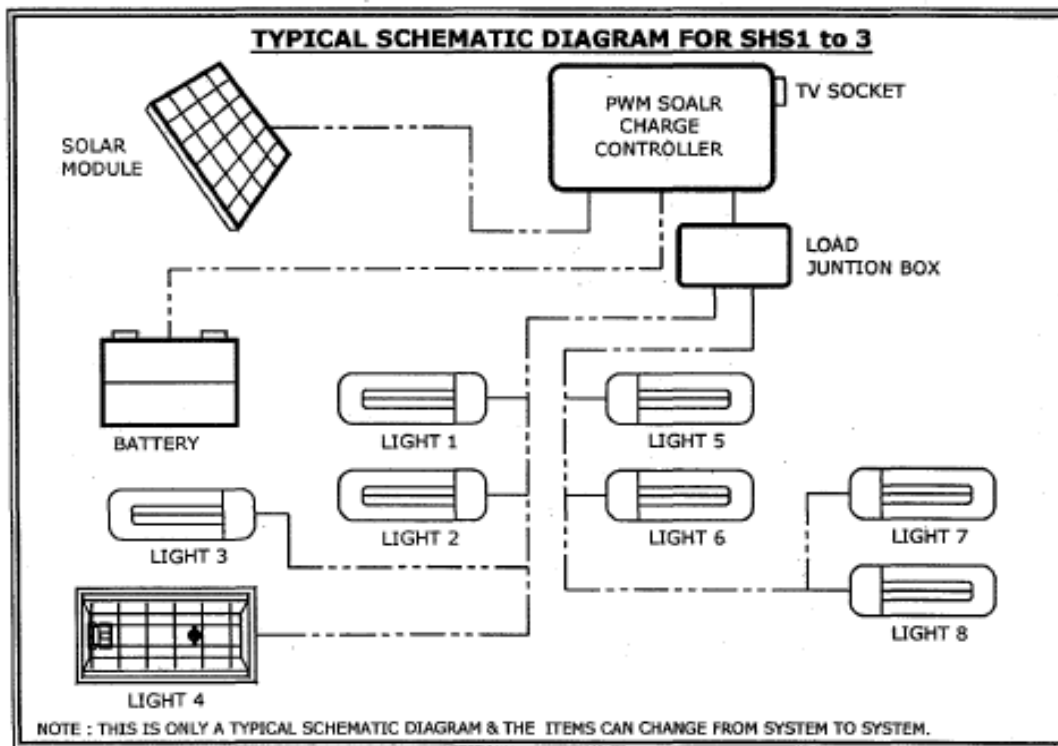 TYPICAL SCHEMATIC DIAGRAM FOR SHS1 to 3
SOLAR
MODULE
PWM SOALR
CHARGE
CONTROLLER
TV SOCKET
LOAD
JUNTION BOX
BATTERY
LIGHT 1
LIGHT 5
LIGHT 3
LIGHT 2
LIGHT 6
LIGHT 7
LIGHT 4
LIGHT 8
NOTE : THIS IS ONLY A TYPICAL SCHEMATIC DIAGRAM & THE ITEMS CAN CHANGE FROM SYSTEM TO SYSTEM.